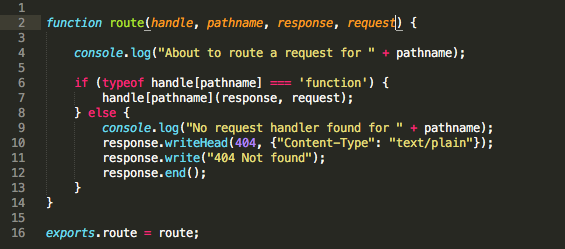 1
2 function route(handle, pathname, response, request) {
3
4 console.log("About to route a request for " + pathname);
5
6 if (typeof handle[pathname] === 'function') {
7 handle[pathname](response, request);
8 } else {
9 console.log("No request handler found for " + pathname);
10 response.writeHead(404, {"Content-Type": "text/plain"});
11 response.write("404 Not found");
12 response.end();
13 }
14 }
15
16 exports.route = route;